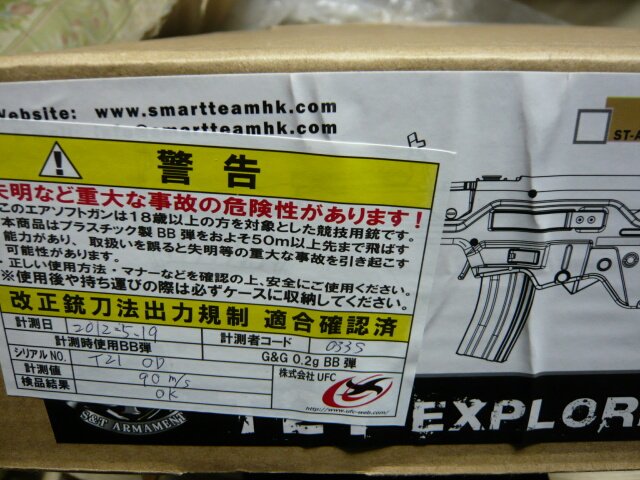 Website: www.smartteamhk.com
@smartteamhk.com
ST-A
警告
失明など重大な事故の危険性があります!
このエアソフトガンは18歳以上の方を対象とした競技用銃です。
本商品はプラスチック製BB弾をおよそ50m以上先まで飛ばす
能力があり、取扱いを誤ると失明等の重大な事故を引き起こす
可能性があります。
・正しい使用方法・マナーなどを確認の上、安全にご使用ください。
※使用後や持ち運びの際は必ずケースに収納してください。
改正銃刀法出力規制 適合確認済
計測日 2012-5.19 計測者コード 0335
計測時使用BB弾 G&G 0.2g BB弾
シリアルNO. T21 OD
計測値 90 m/s
検品結果 OK
株式会社 UFC
http://www.ufc-web.com/
S&T ARMAMENT
EXPLOR